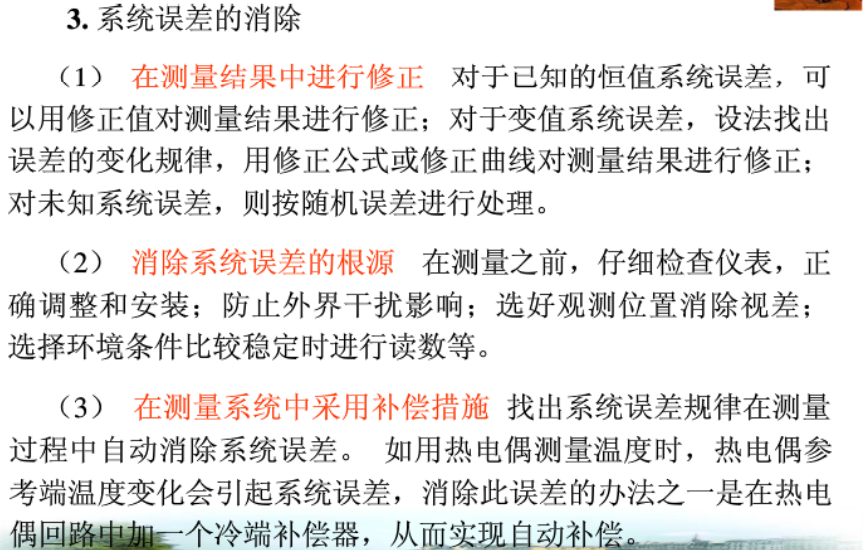 3. 系统误差的消除
（1） 在测量结果中进行修正 对于已知的恒值系统误差，可
以用修正值对测量结果进行修正；对于变值系统误差，设法找出
误差的变化规律，用修正公式或修正曲线对测量结果进行修正；
对未知系统误差，则按随机误差进行处理。
（2） 消除系统误差的根源 在测量之前，仔细检查仪表，正
确调整和安装；防止外界干扰影响；选好观测位置消除视差；
选择环境条件比较稳定时进行读数等。
（3） 在测量系统中采用补偿措施 找出系统误差规律在测量
过程中自动消除系统误差。 如用热电偶测量温度时，热电偶参
考端温度变化会引起系统误差，消除此误差的办法之一是在热电
偶回路中加一个冷端补偿器，从而实现自动补偿。